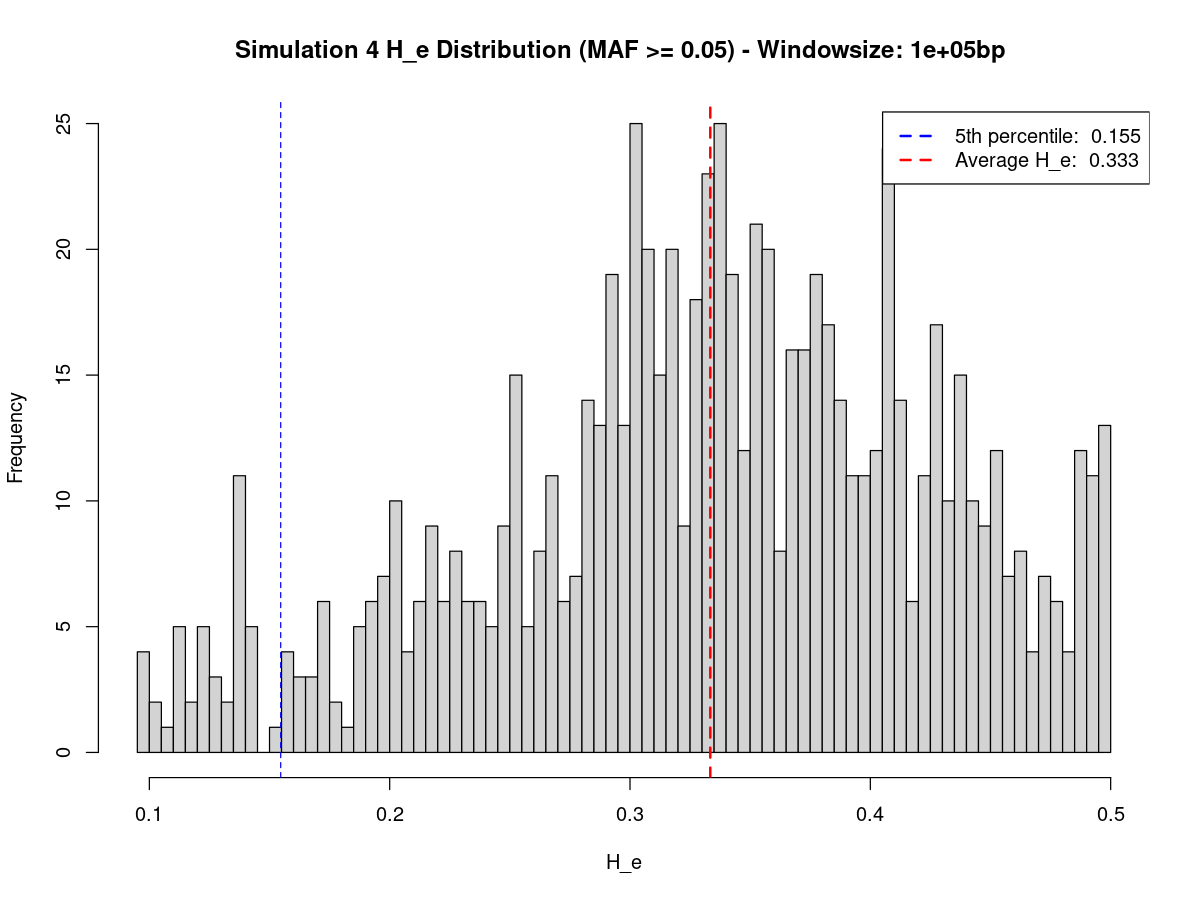 Simulation 4 H_e Distribution (MAF >= 0.05) - Windowsize: 1e+05bp
5th percentile:  0.155
Average H_e:  0.333
Frequency
25
20
15
10
5
0
0.1 0.2 0.3 0.4 0.5
H_e